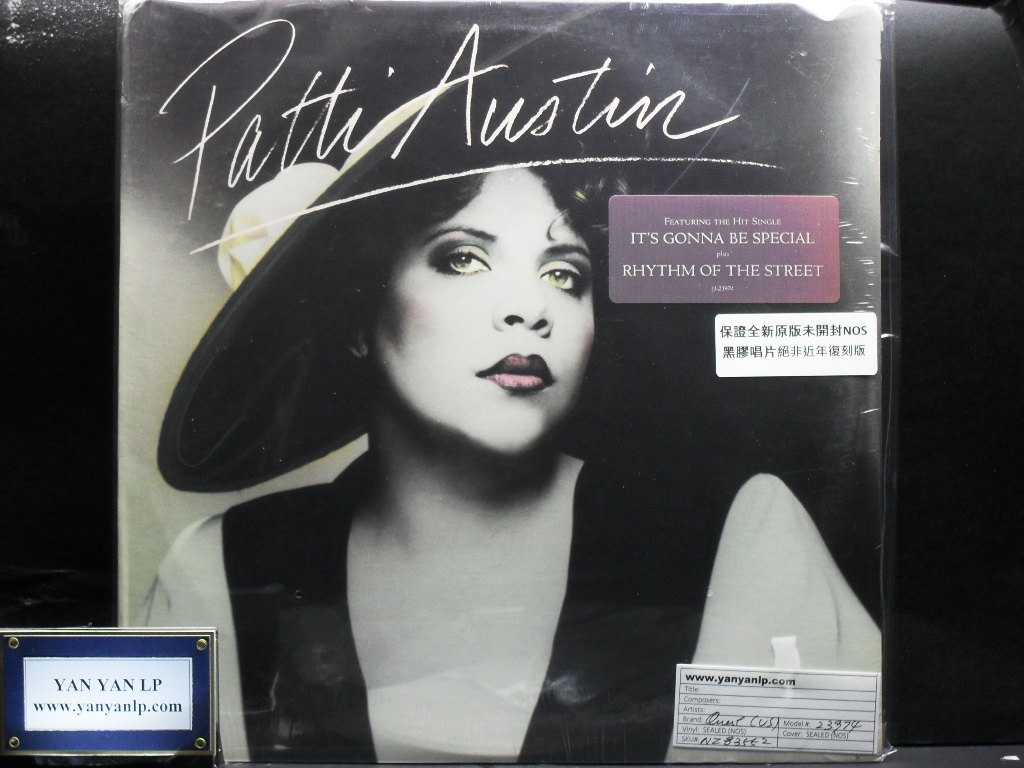 Patti Austin
FEATURING THE HIT SINGLE
IT'S GONNA BE SPECIAL
plus
RHYTHM OF THE STREET
保證全新原版未開封NOS
黑膠唱片絕非近年復刻版
YAN YAN LP
www.yanyanlp.com
www.yanyanlp.com
Title:
Composers:
Artists:
Brand: (US) Model #: 23974
Vinyl: SEALED (NOS) Cover: SEALED (NOS)
SKU#: